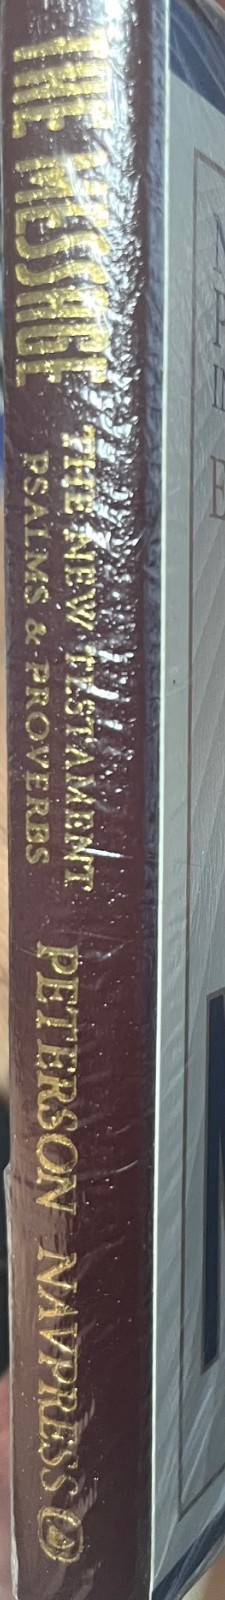 THE MESSAGE
THE NEW TESTAMENT
PSALMS & PROVERBS
PETERSON
NAVPRESS